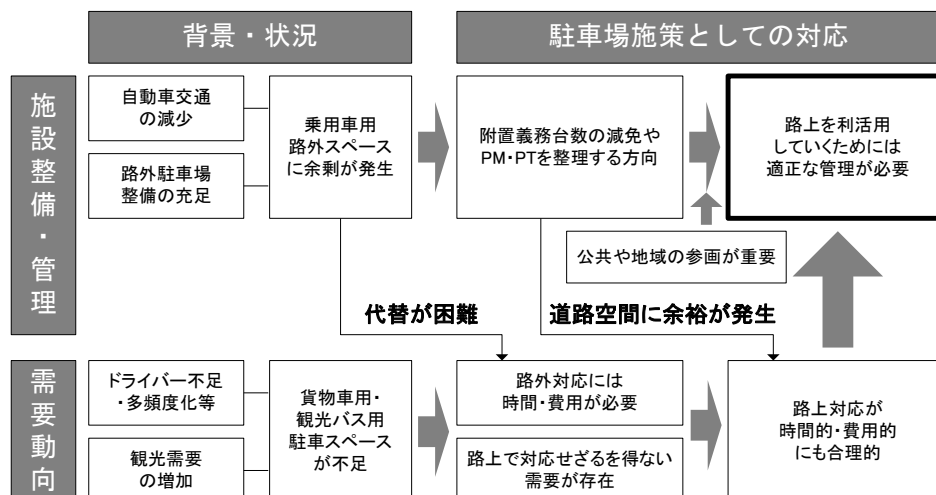 背景・状況
駐車場施策としての対応
施設整備・管理
自動車交通
の減少
路外駐車場
整備の充足
乗用車用
路外スペース
に余剰が発生
附置義務台数の減免や
PM・PTを整理する方向
路上を利活用
していくためには
適正な管理が必要
公共や地域の参画が重要
代替が困難
道路空間に余裕が発生
需要動向
ドライバー不足
・多頻度化等
観光需要
の増加
貨物車用・
観光バス用
駐車スペース
が不足
路外対応には
時間・費用が必要
路上で対応せざるを得ない
需要が存在
路上対応が
時間的・費用的
にも合理的